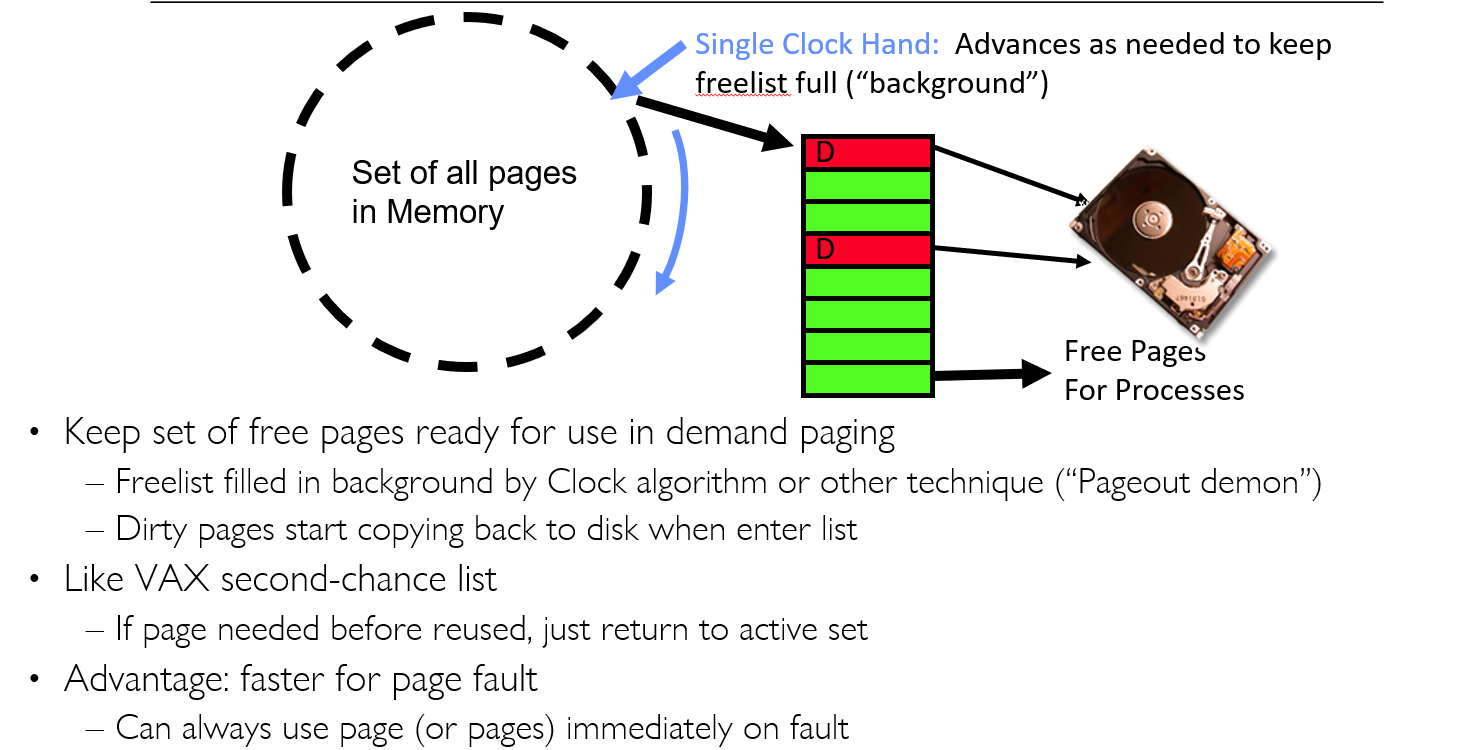 Single Clock Hand: Advances as needed to keep
freelist full (“background”)
Set of all pages
in Memory
D
D
Free Pages
For Processes
• Keep set of free pages ready for use in demand paging
– Freelist filled in background by Clock algorithm or other technique (“Pageout demon”)
– Dirty pages start copying back to disk when enter list
• Like VAX second-chance list
– If page needed before reused, just return to active set
• Advantage: faster for page fault
– Can always use page (or pages) immediately on fault